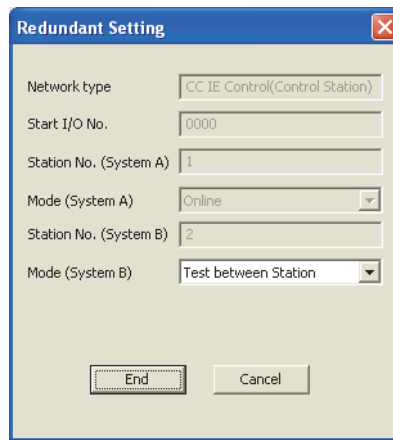 Redundant Setting
Network type CC IE Control(Control Station)
Start I/O No. 0000
Station No. (System A) 1
Mode (System A) Online
Station No. (System B) 2
Mode (System B) Test between Station
End Cancel